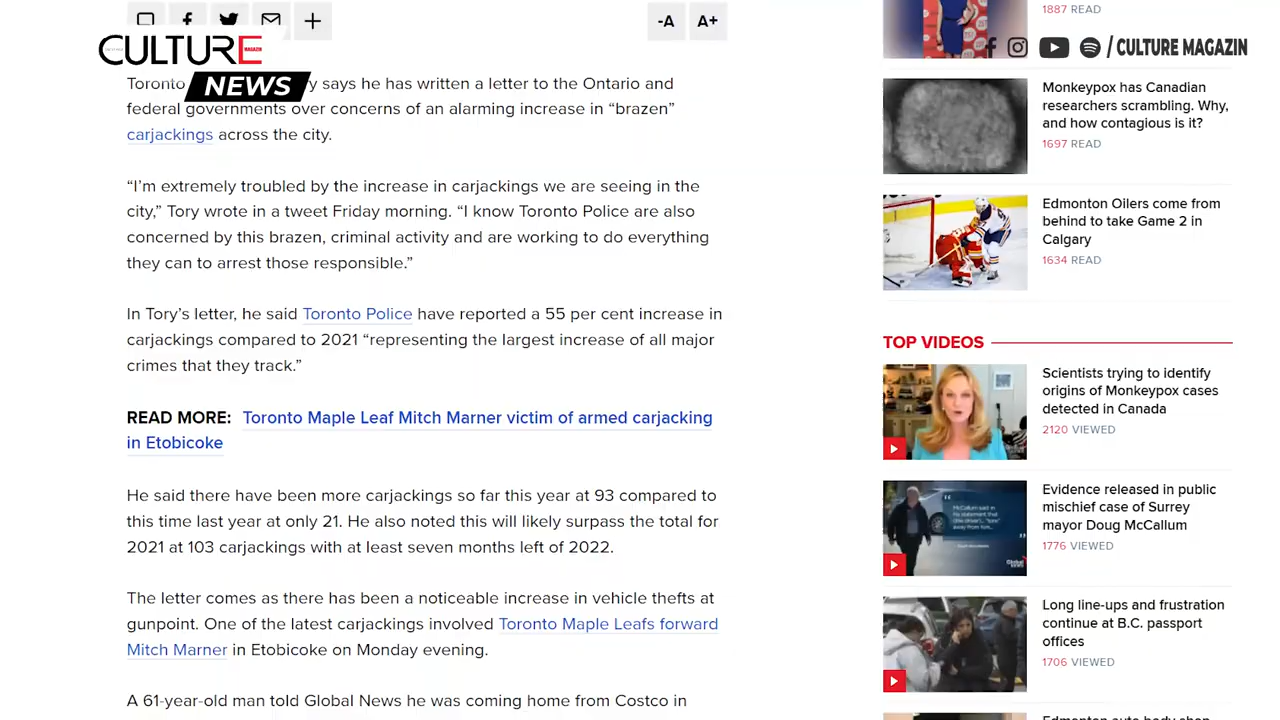 -A A+
CULTURE
MAGAZIN
NEWS
/ CULTURE MAGAZIN
Toronto y says he has written a letter to the Ontario and
federal governments over concerns of an alarming increase in “brazen”
carjackings across the city.
“I’m extremely troubled by the increase in carjackings we are seeing in the
city,” Tory wrote in a tweet Friday morning. “I know Toronto Police are also
concerned by this brazen, criminal activity and are working to do everything
they can to arrest those responsible.”
In Tory’s letter, he said Toronto Police have reported a 55 per cent increase in
carjackings compared to 2021 “representing the largest increase of all major
crimes that they track.”
READ MORE: Toronto Maple Leaf Mitch Marner victim of armed carjacking
in Etobicoke
He said there have been more carjackings so far this year at 93 compared to
this time last year at only 21. He also noted this will likely surpass the total for
2021 at 103 carjackings with at least seven months left of 2022.
The letter comes as there has been a noticeable increase in vehicle thefts at
gunpoint. One of the latest carjackings involved Toronto Maple Leafs forward
Mitch Marner in Etobicoke on Monday evening.
A 61-year-old man told Global News he was coming home from Costco in
1887 READ
Monkeypox has Canadian
researchers scrambling. Why,
and how contagious is it?
1697 READ
Edmonton Oilers come from
behind to take Game 2 in
Calgary
1634 READ
TOP VIDEOS
Scientists trying to identify
origins of Monkeypox cases
detected in Canada
2120 VIEWED
Evidence released in public
mischief case of Surrey
mayor Doug McCallum
1776 VIEWED
Long line-ups and frustration
continue at B.C. passport
offices
1706 VIEWED
Edmonton auto body shop